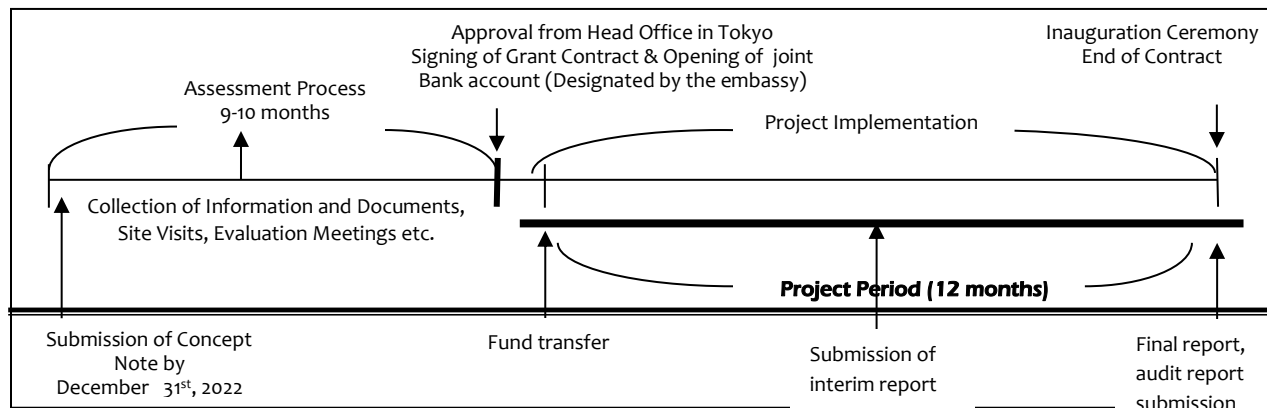 Approval from Head Office in Tokyo
Signing of Grant Contract & Opening of joint
Bank account (Designated by the embassy)
Inauguration Ceremony
End of Contract
Assessment Process
9-10 months
Project Implementation
Collection of Information and Documents,
Site Visits, Evaluation Meetings etc.
Project Period (12 months)
Submission of Concept
Note by
December 31st, 2022
Fund transfer
Submission of
interim report
Final report,
audit report
submission